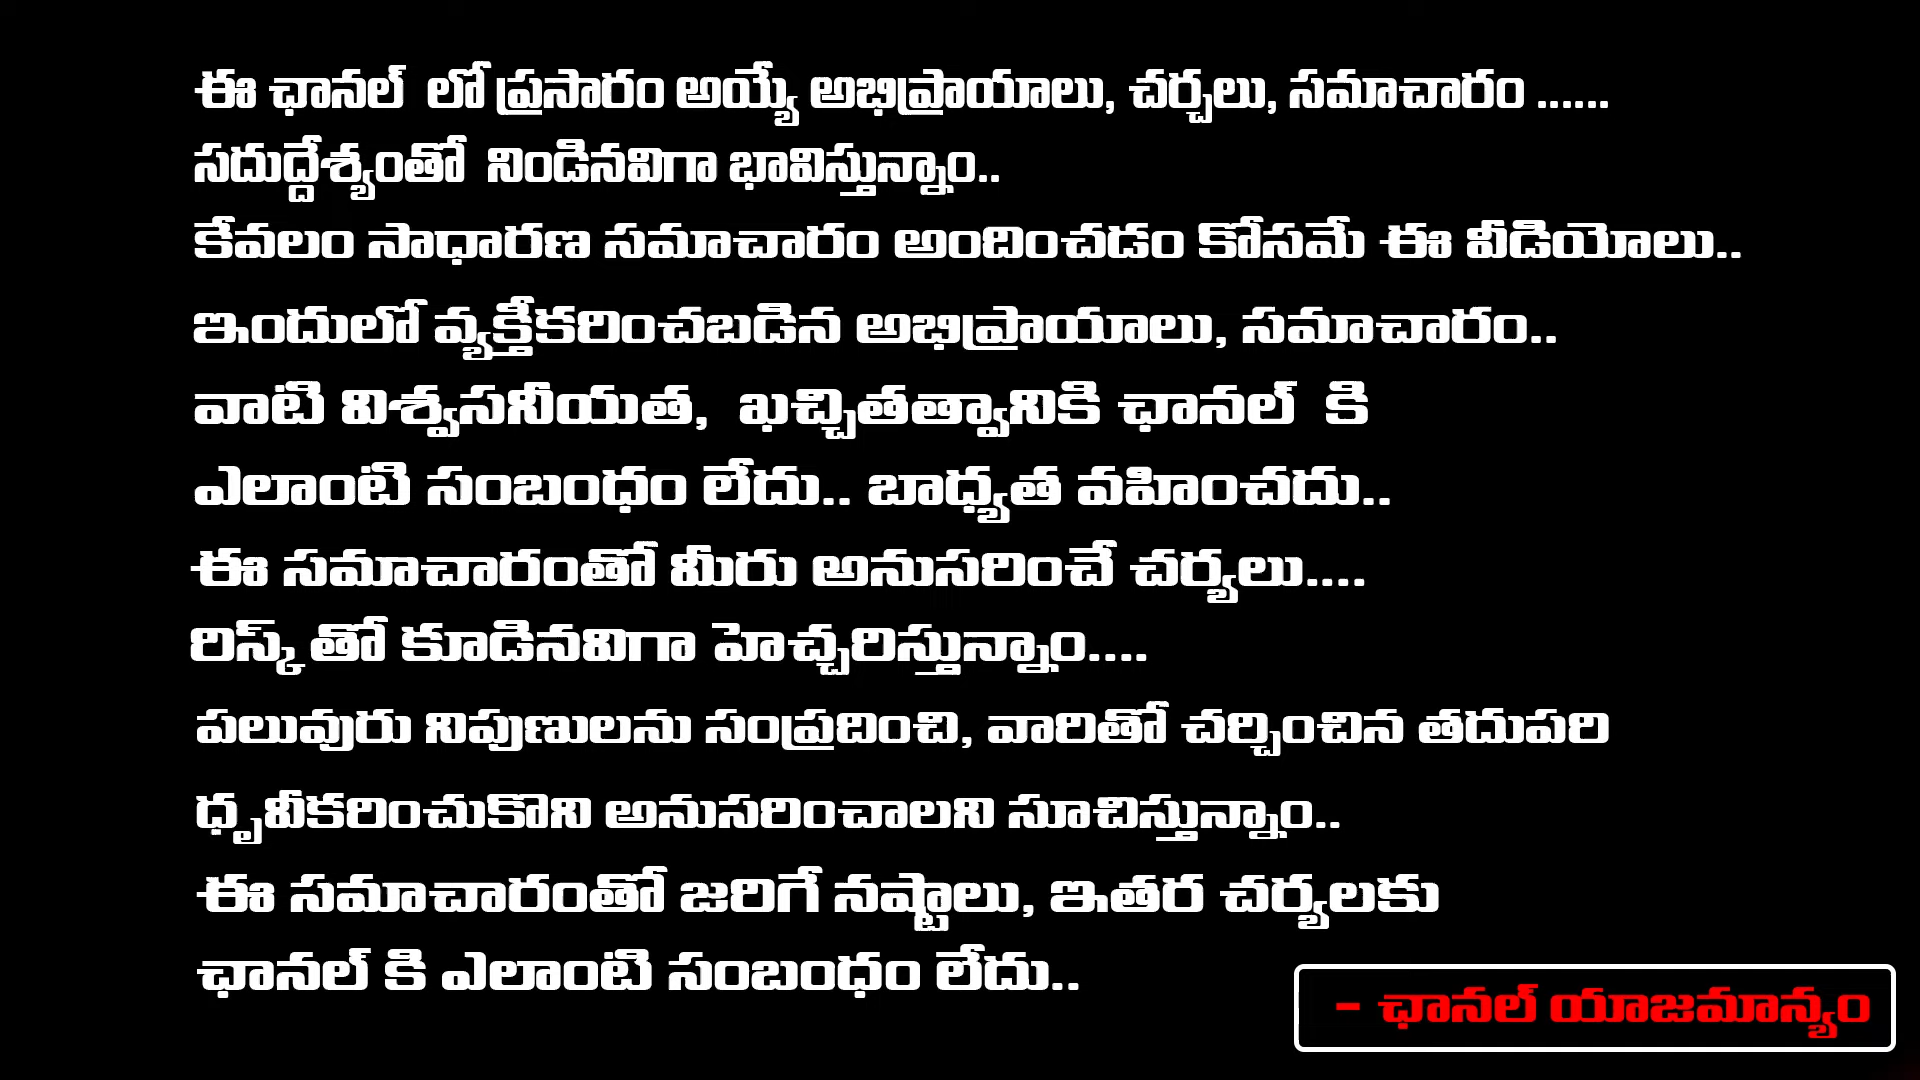 ఈ ఛానల్ లో ప్రసారం అయ్యే అభిప్రాయాలు, చర్చలు, సమాచారం ......
సదుద్దేశ్యంతో నిండినవిగా భావిస్తున్నాం..
కేవలం సాధారణ సమాచారం అందించడం కోసమే ఈ వీడియోలు..
ఇందులో వ్యక్తీకరించబడిన అభిప్రాయాలు, సమాచారం..
వాటి విశ్వసనీయత, ఖచ్చితత్వానికి ఛానల్ కి
ఎలాంటి సంబంధం లేదు.. బాధ్యత వహించదు..
ఈ సమాచారంతో మీరు అనుసరించే చర్యలు....
రిస్క్ తో కూడినవిగా హెచ్చరిస్తున్నాం....
పలువురు నిపుణులను సంప్రదించి, వారితో చర్చించిన తదుపరి
ధృవీకరించుకొని అనుసరించాలని సూచిస్తున్నాం..
ఈ సమాచారంతో జరిగే నష్టాలు, ఇతర చర్యలకు
ఛానల్ కి ఎలాంటి సంబంధం లేదు..
- ఛానల్ యాజమాన్యం